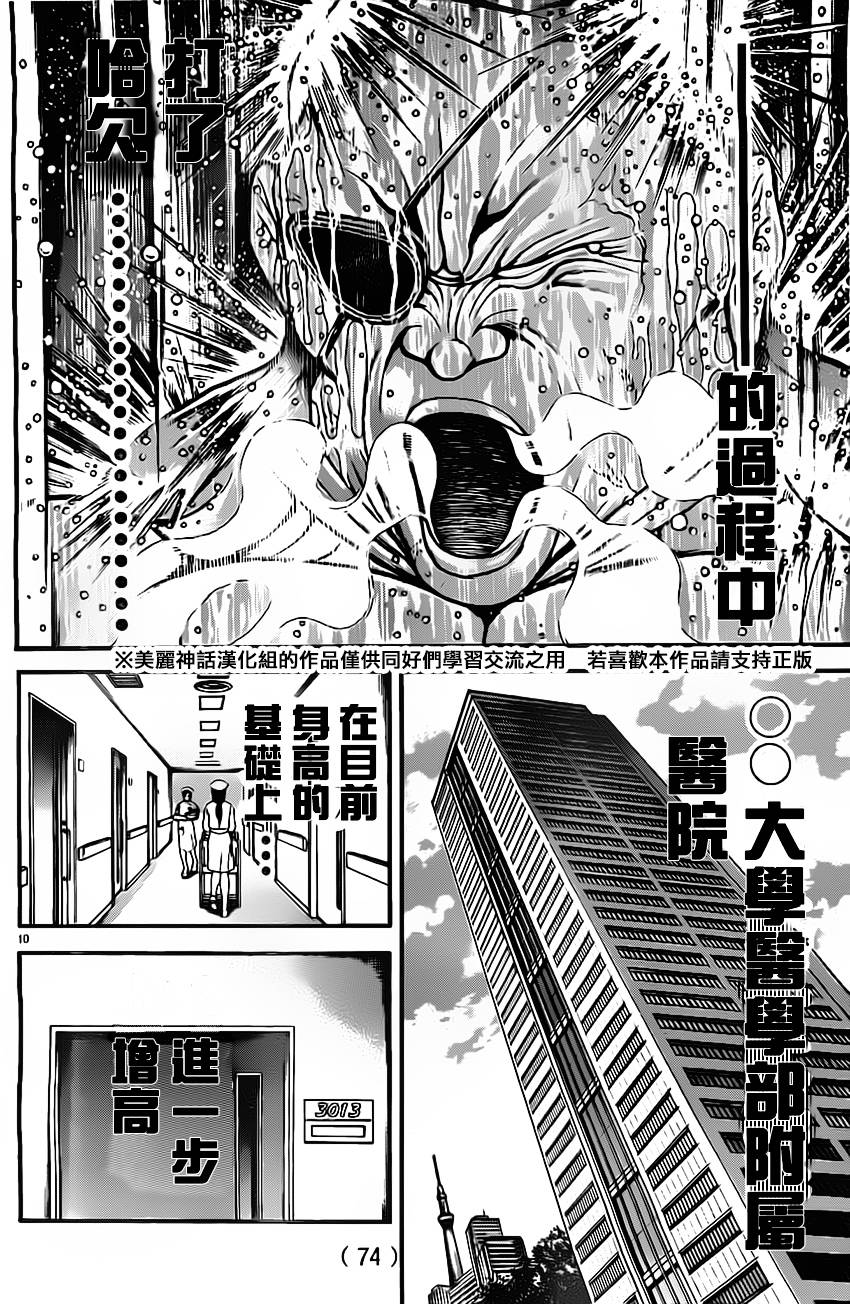 ——的過程中
打了
哈欠
………………
※美麗神話漢化組的作品僅供同好們學習交流之用　若喜歡本作品請支持正版
○○
大學醫學部附屬
醫院
在目前
身高的
基礎上…
10
進一步
增高
3013
(74)